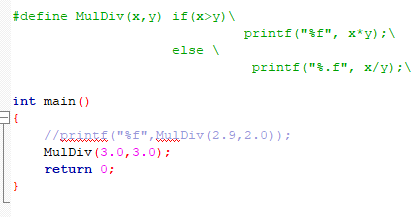 #define MulDiv(x,y) if(x>y)\
printf("%f", x*y);\
else \
printf("%.f", x/y);\
int main()
{
//printf("%f",MulDiv(2.9,2.0));
MulDiv(3.0,3.0);
return 0;
}